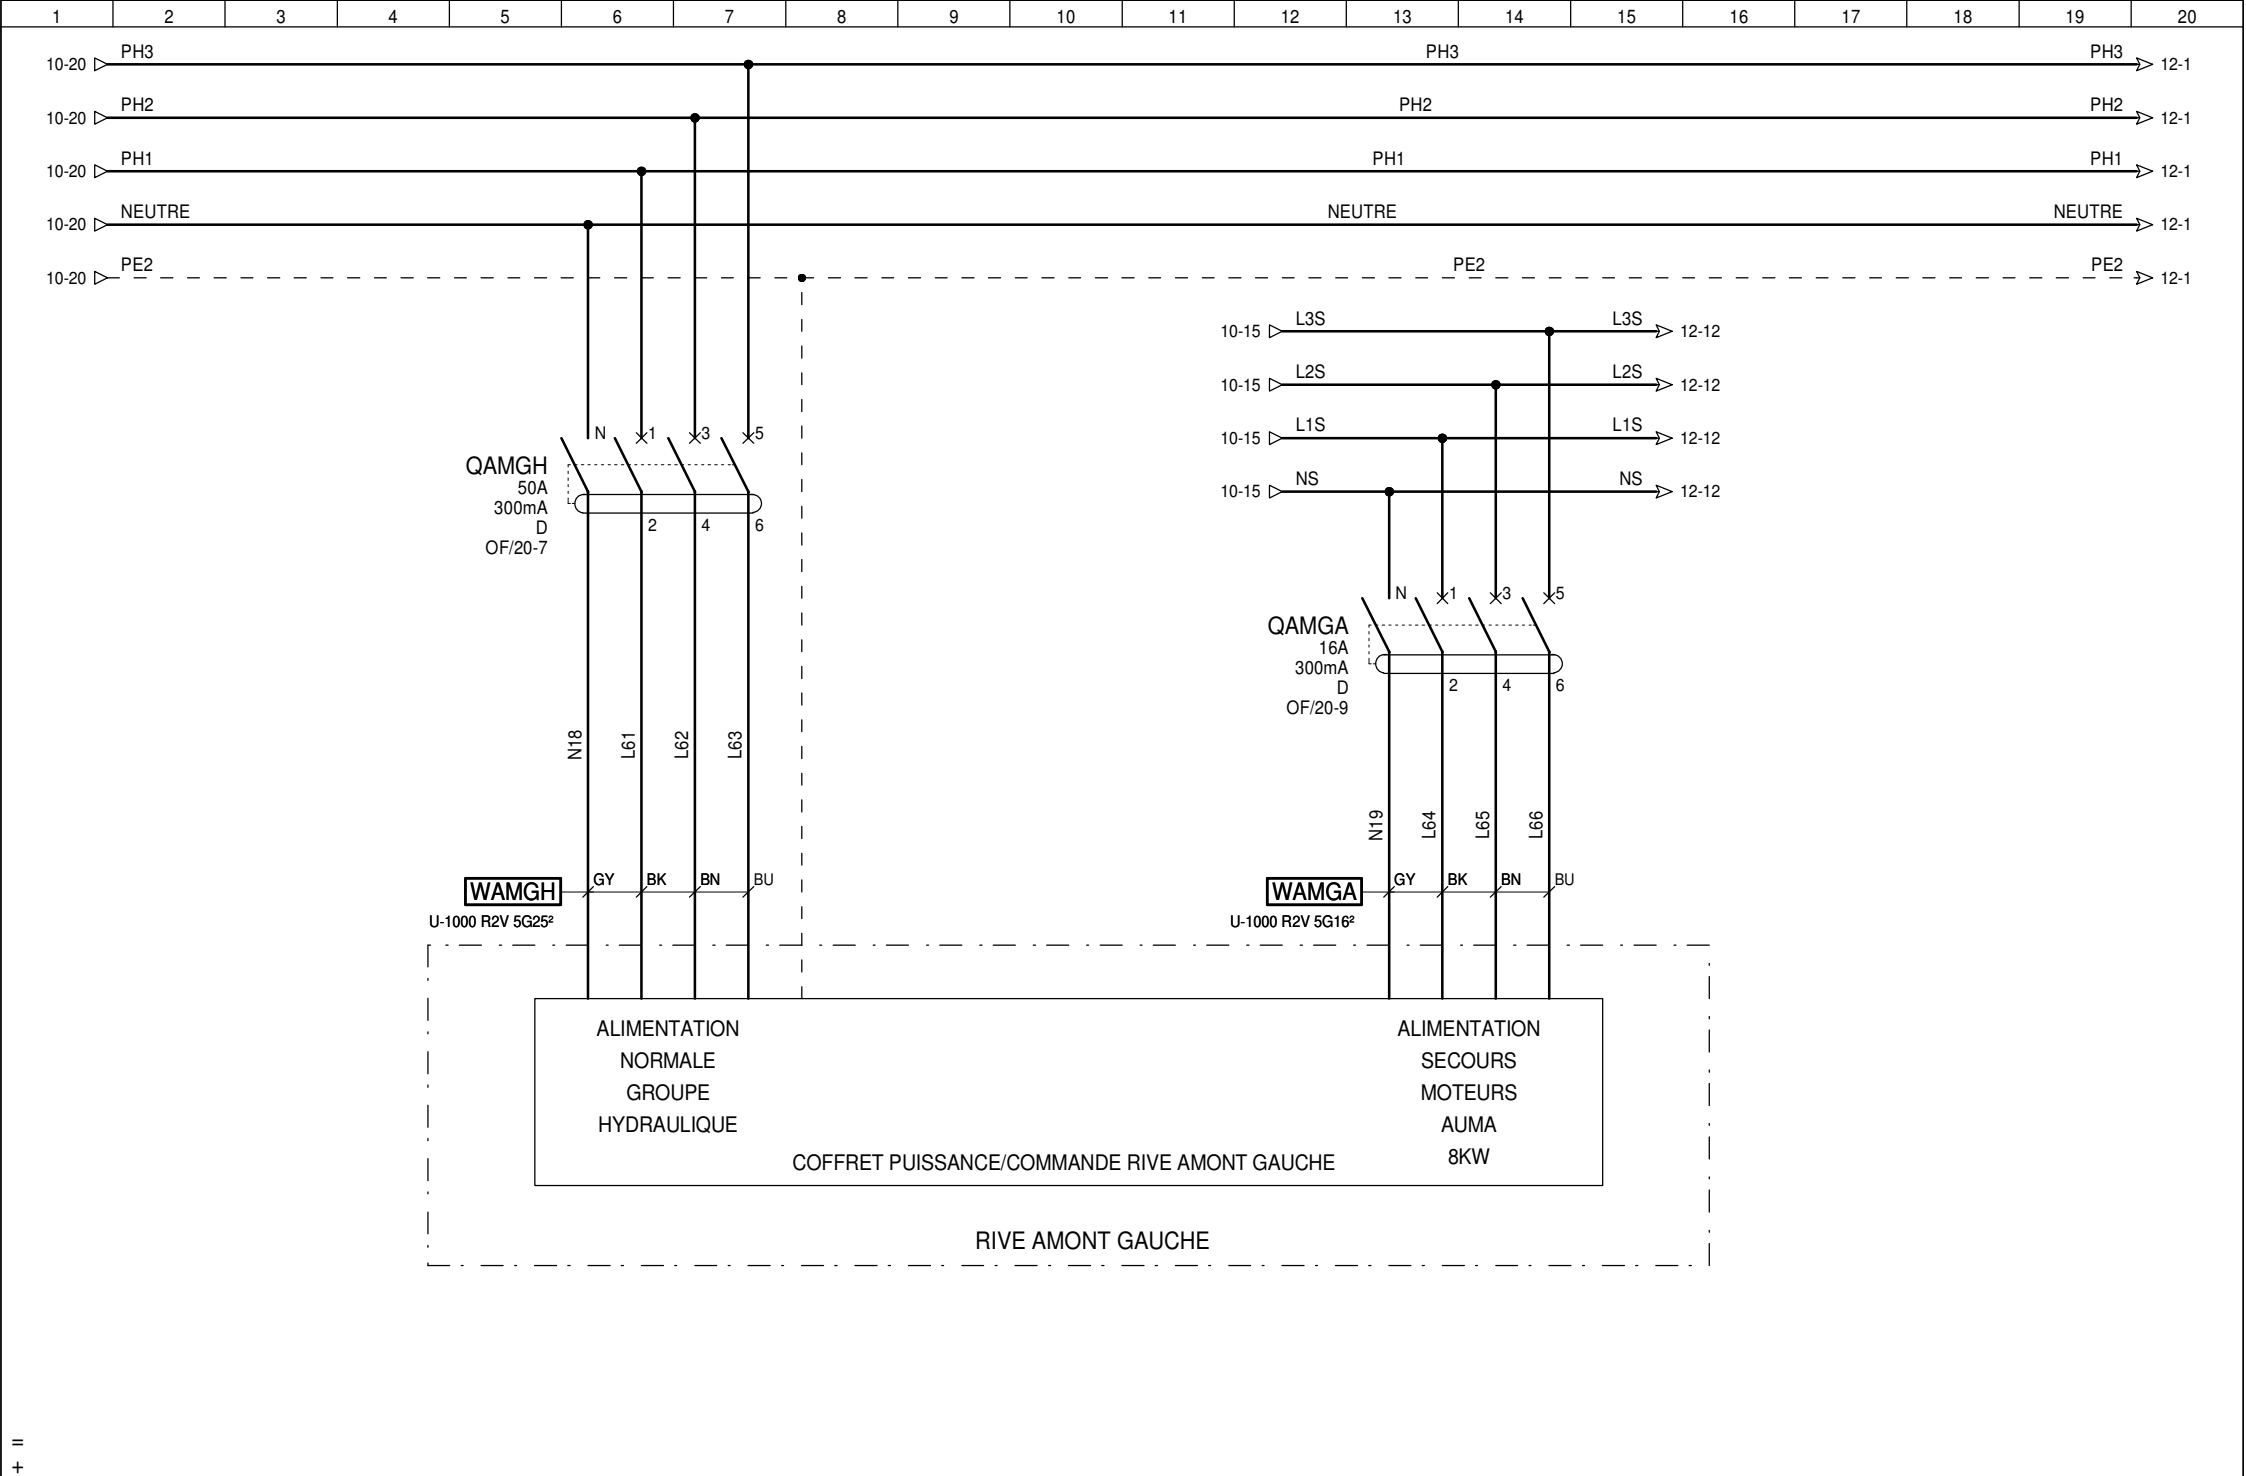 1 2 3 4 5 6 7 8 9 10 11 12 13 14 15 16 17 18 19 20
PH3 PH3 PH3
10-20 12-1
PH2 PH2 PH2
10-20 12-1
PH1 PH1 PH1
10-20 12-1
NEUTRE NEUTRE NEUTRE
10-20 12-1
PE2 PE2 PE2
10-20 12-1
L3S L3S
10-15 12-12
L2S L2S
10-15 12-12
L1S L1S
10-15 12-12
NS NS
10-15 12-12
N 1 3 5
QAMGH
50A
300mA
D
OF/20-7
2 4 6
N 1 3 5
QAMGA
16A
300mA
D
OF/20-9
2 4 6
N18 L61 L62 L63
N19 L64 L65 L66
WAMGH GY BK BN BU
U-1000 R2V 5G25²
WAMGA GY BK BN BU
U-1000 R2V 5G16²
ALIMENTATION
NORMALE
GROUPE
HYDRAULIQUE
ALIMENTATION
SECOURS
MOTEURS
AUMA
8KW
COFFRET PUISSANCE/COMMANDE RIVE AMONT GAUCHE
RIVE AMONT GAUCHE
=
+